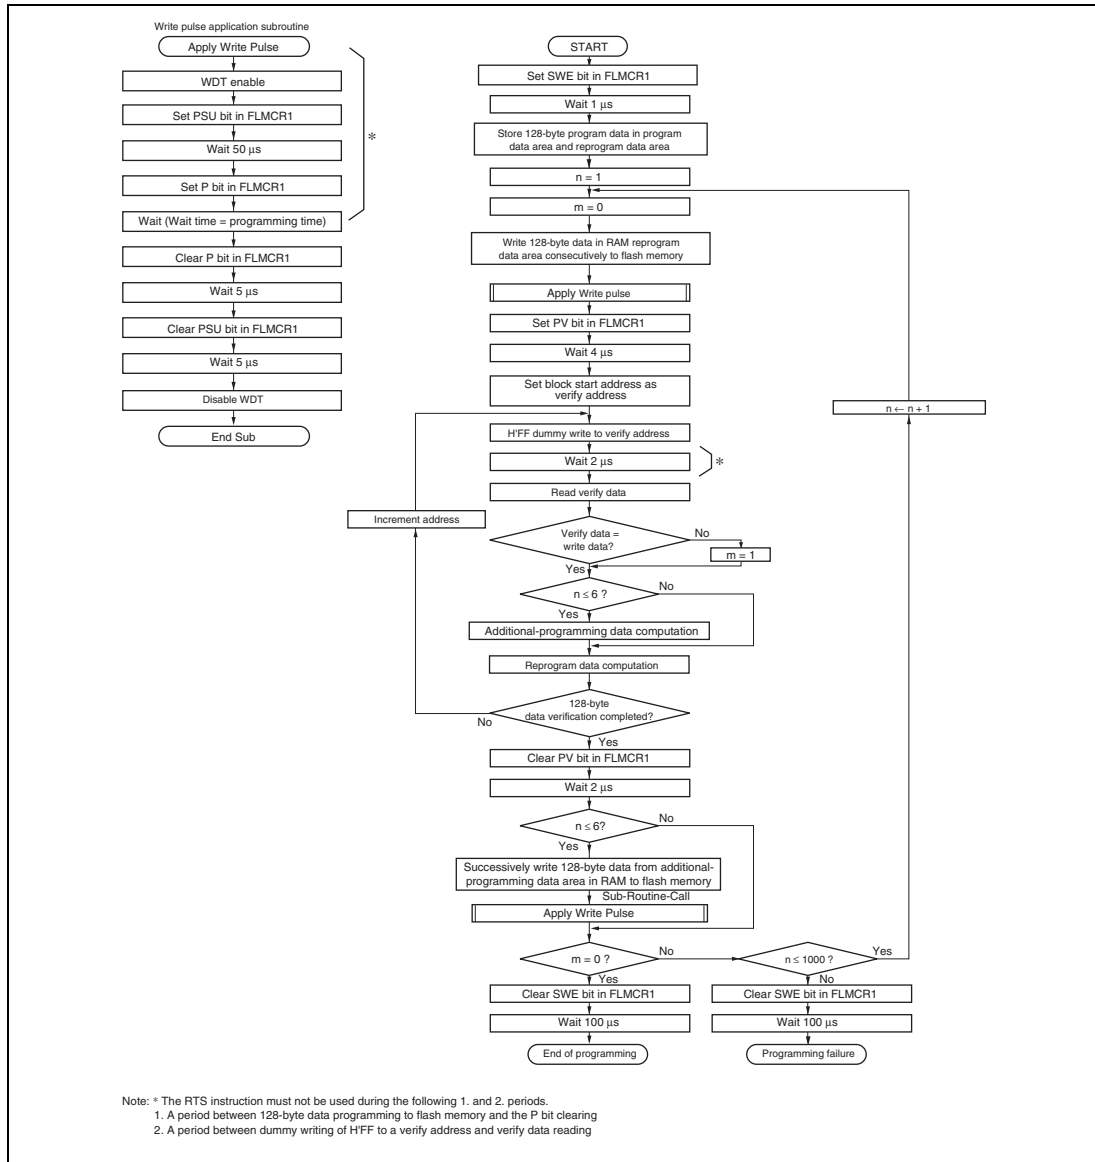 Write pulse application subroutine
Apply Write Pulse
WDT enable
Set PSU bit in FLMCR1
Wait 50 μs
Set P bit in FLMCR1
Wait (Wait time = programming time)
Clear P bit in FLMCR1
Wait 5 μs
Clear PSU bit in FLMCR1
Wait 5 μs
Disable WDT
End Sub
*
START
Set SWE bit in FLMCR1
Wait 1 μs
Store 128-byte program data in program
data area and reprogram data area
n = 1
m = 0
Write 128-byte data in RAM reprogram
data area consecutively to flash memory
Apply Write pulse
Set PV bit in FLMCR1
Wait 4 μs
Set block start address as
verify address
n ← n + 1
H'FF dummy write to verify address
Wait 2 μs
*
Read verify data
Increment address
Verify data =
write data?
No
m = 1
Yes
n ≤ 6 ?
No
Yes
Additional-programming data computation
Reprogram data computation
128-byte
data verification completed?
No
Yes
Clear PV bit in FLMCR1
Wait 2 μs
n ≤ 6?
No
Yes
Successively write 128-byte data from additional-
programming data area in RAM to flash memory
Sub-Routine-Call
Apply Write Pulse
m = 0 ?
No
n ≤ 1000 ?
Yes
Yes
No
Clear SWE bit in FLMCR1
Clear SWE bit in FLMCR1
Wait 100 μs
Wait 100 μs
End of programming
Programming failure
Note: * The RTS instruction must not be used during the following 1. and 2. periods.
1. A period between 128-byte data programming to flash memory and the P bit clearing
2. A period between dummy writing of H'FF to a verify address and verify data reading